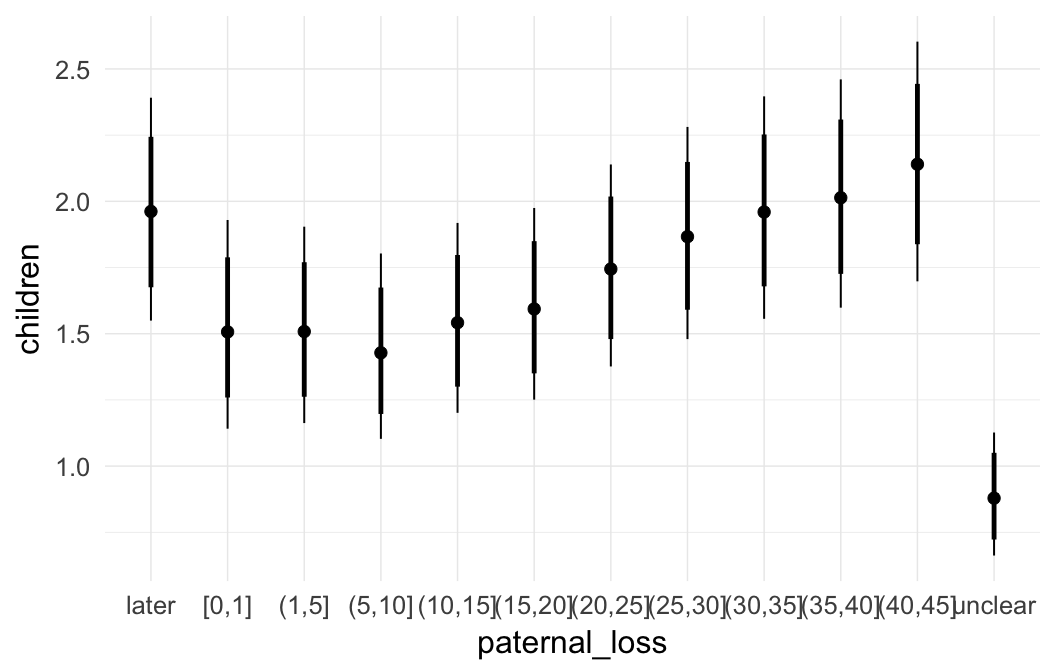 2.5
2.0
1.5
1.0
children
later [0,1] (1,5] (5,10] (10,15] (15,20] (20,25] (25,30] (30,35] (35,40] (40,45] unclear
paternal_loss